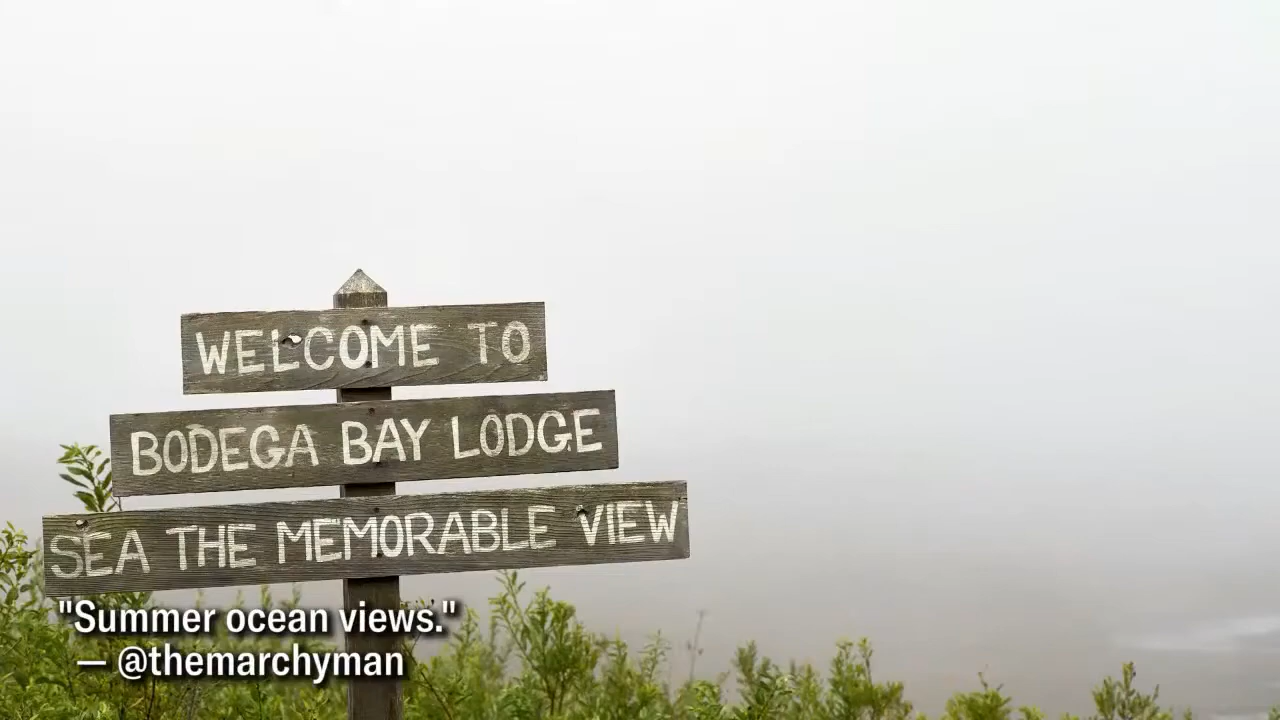 WELCOME TO
BODEGA BAY LODGE
SEA THE MEMORABLE VIEW
"Summer ocean views."
— @themarchyman